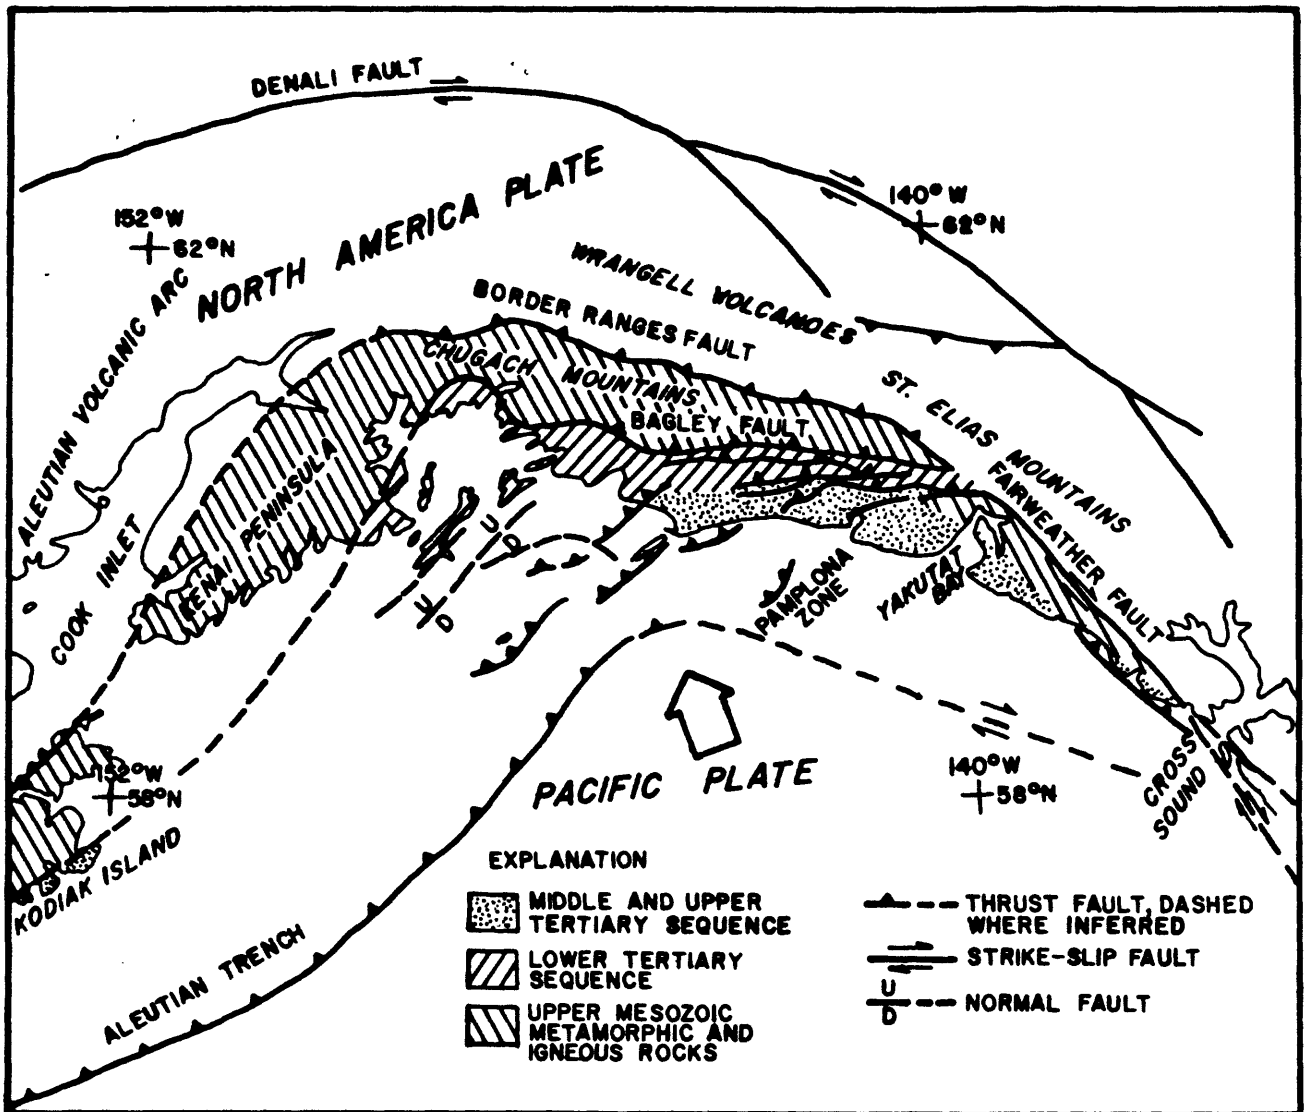 DENALI FAULT
NORTH AMERICA PLATE
152°W
62°N
140°W
62°N
ALEUTIAN VOLCANIC ARC
WRANGELL VOLCANOES
BORDER RANGES FAULT
CHUGACH MOUNTAINS
BAGLEY FAULT
ST. ELIAS MOUNTAINS
FAIRWEATHER FAULT
COOK INLET
KENAI PENINSULA
U
D
U
D
PAMPLONA
ZONE
YAKUTAT
BAY
152°W
58°N
PACIFIC PLATE
140°W
58°N
CROSS
SOUND
KODIAK ISLAND
ALEUTIAN TRENCH
EXPLANATION
MIDDLE AND UPPER
TERTIARY SEQUENCE
LOWER TERTIARY
SEQUENCE
UPPER MESOZOIC
METAMORPHIC AND
IGNEOUS ROCKS
THRUST FAULT, DASHED
WHERE INFERRED
STRIKE-SLIP FAULT
U
D
NORMAL FAULT